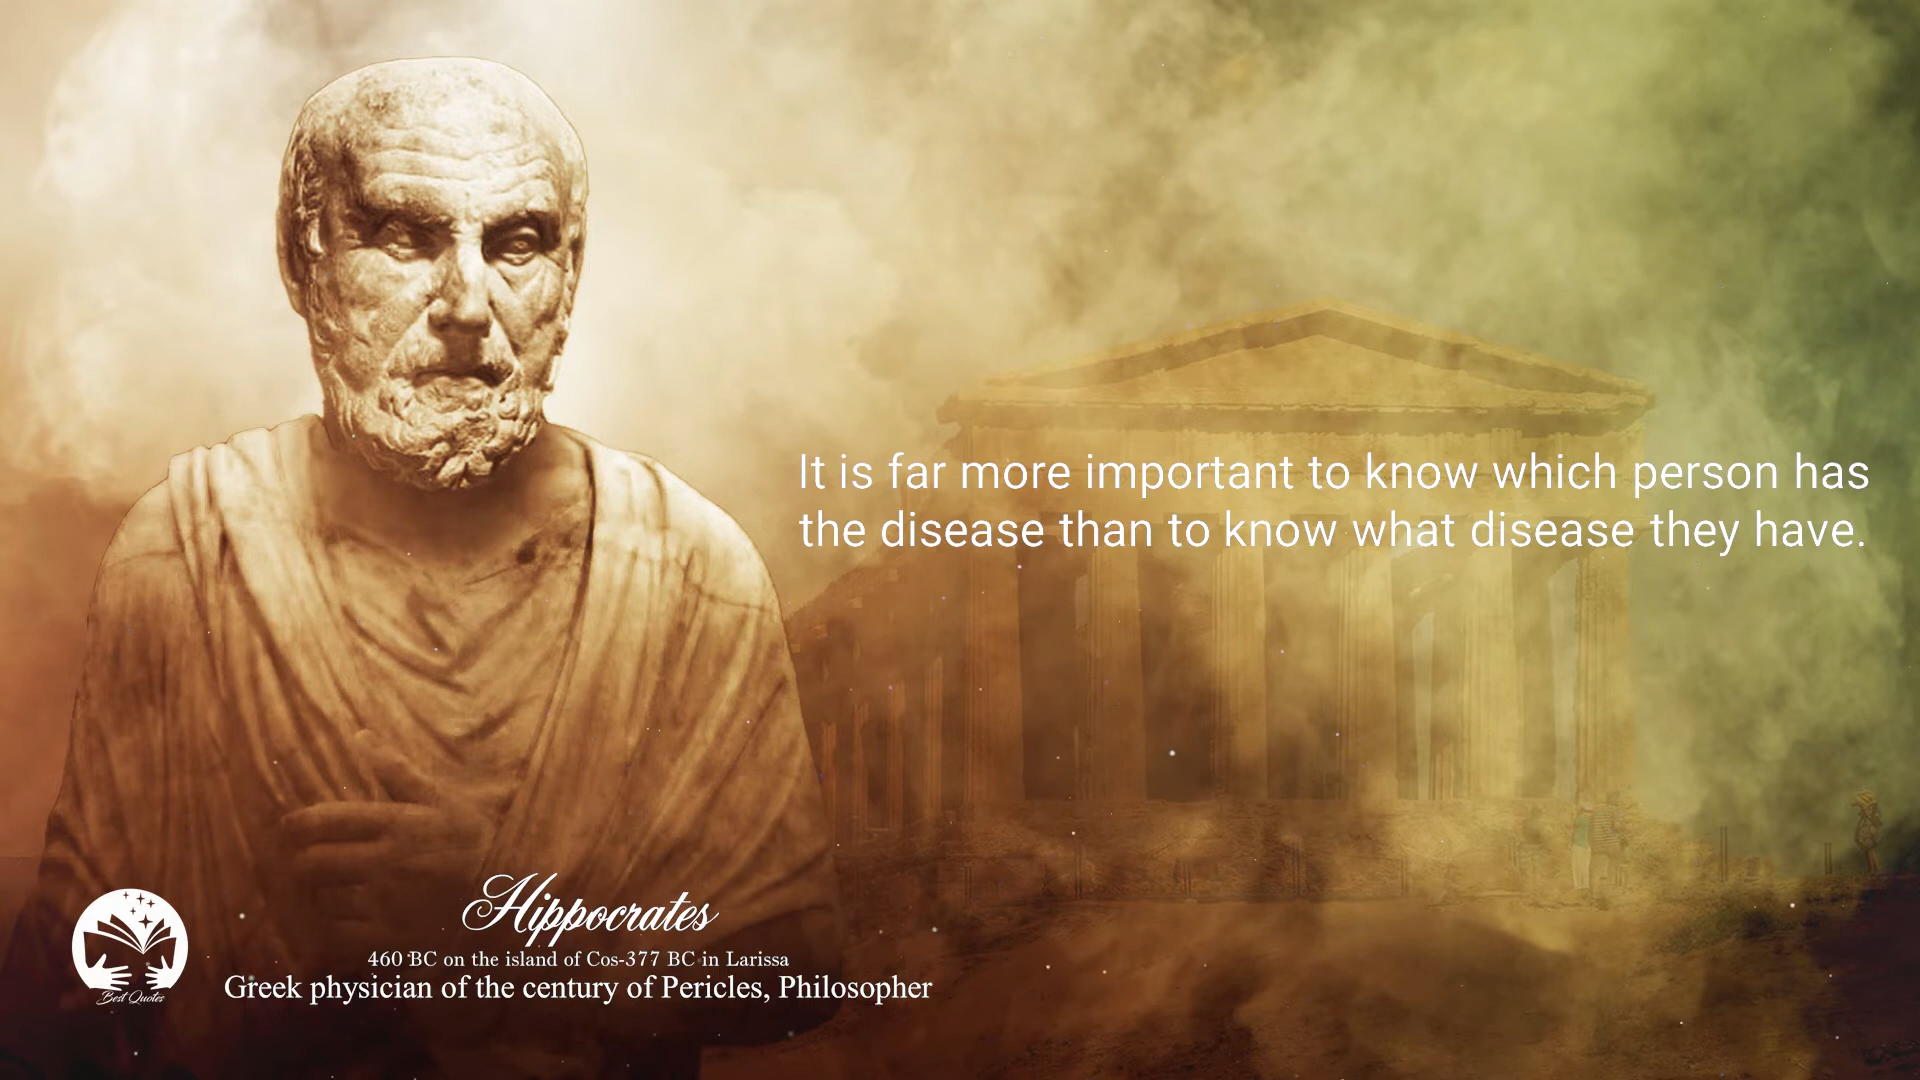 It is far more important to know which person has
the disease than to know what disease they have.
Hippocrates
460 BC on the island of Cos-377 BC in Larissa
Greek physician of the century of Pericles, Philosopher
Best Quotes